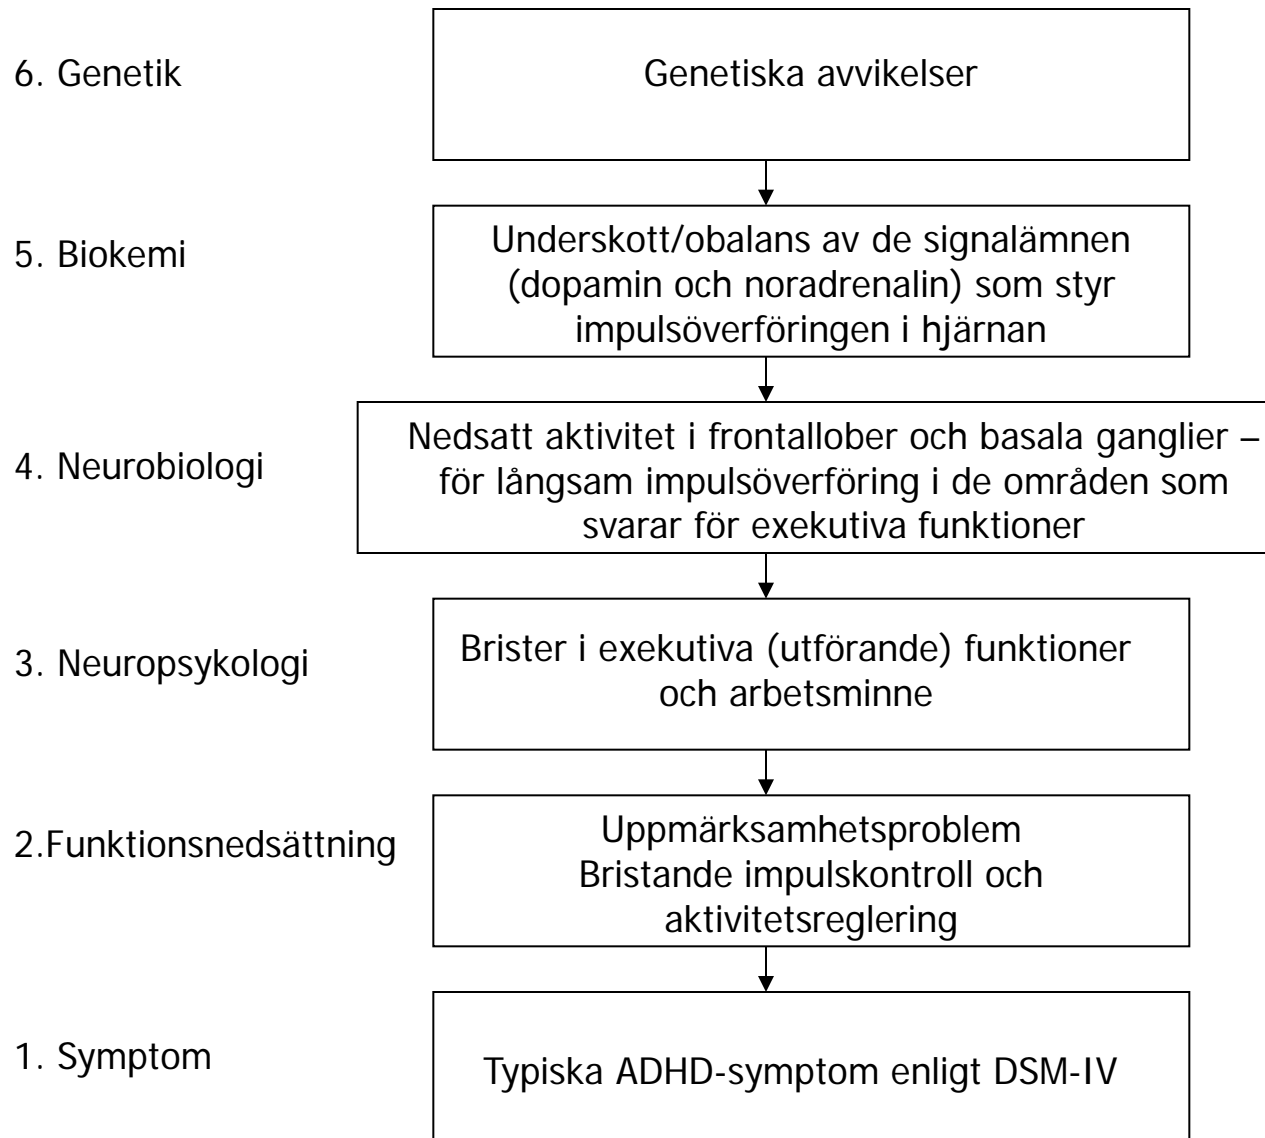 6. Genetik
Genetiska avvikelser
5. Biokemi
Underskott/obalans av de signalämnen
(dopamin och noradrenalin) som styr
impulsöverföringen i hjärnan
4. Neurobiologi
Nedsatt aktivitet i frontallober och basala ganglier –
för långsam impulsöverföring i de områden som
svarar för exekutiva funktioner
3. Neuropsykologi
Brister i exekutiva (utförande) funktioner
och arbetsminne
2.Funktionsnedsättning
Uppmärksamhetsproblem
Bristande impulskontroll och
aktivitetsreglering
1. Symptom
Typiska ADHD-symptom enligt DSM-IV